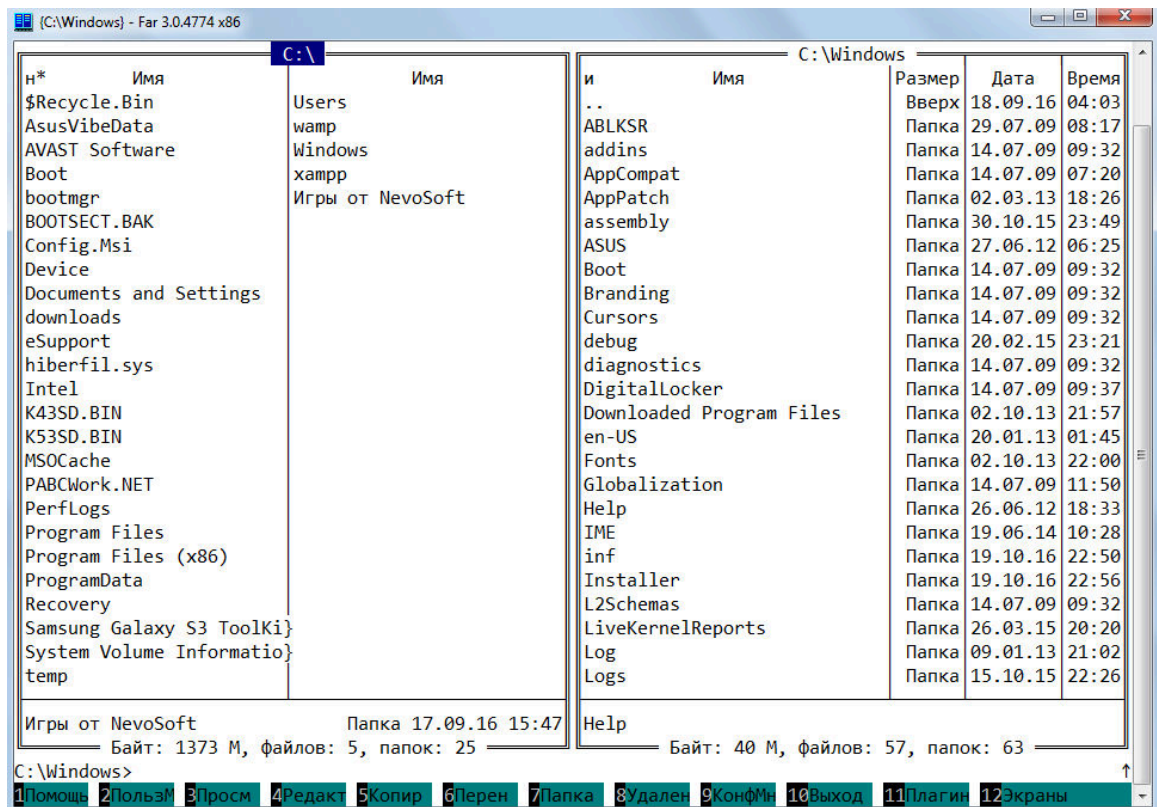 {C:\Windows} - Far 3.0.4774 x86
C:\
н* Имя Имя
$Recycle.Bin Users
AsusVibeData wamp
AVAST Software Windows
Boot xampp
bootmgr Игры от NevoSoft
BOOTSECT.BAK
Config.Msi
Device
Documents and Settings
downloads
eSupport
hiberfil.sys
Intel
K43SD.BIN
K53SD.BIN
MSOCache
PABCWork.NET
PerfLogs
Program Files
Program Files (x86)
ProgramData
Recovery
Samsung Galaxy S3 ToolKi}
System Volume Informatio}
temp
Игры от NevoSoft Папка 17.09.16 15:47
Байт: 1373 М, файлов: 5, папок: 25
C:\Windows
и Имя Размер Дата Время
.. Вверх 18.09.16 04:03
ABLKSR Папка 29.07.09 08:17
addins Папка 14.07.09 09:32
AppCompat Папка 14.07.09 07:20
AppPatch Папка 02.03.13 18:26
assembly Папка 30.10.15 23:49
ASUS Папка 27.06.12 06:25
Boot Папка 14.07.09 09:32
Branding Папка 14.07.09 09:32
Cursors Папка 14.07.09 09:32
debug Папка 20.02.15 23:21
diagnostics Папка 14.07.09 09:32
DigitalLocker Папка 14.07.09 09:37
Downloaded Program Files Папка 02.10.13 21:57
en-US Папка 20.01.13 01:45
Fonts Папка 02.10.13 22:00
Globalization Папка 14.07.09 11:50
Help Папка 26.06.12 18:33
IME Папка 19.06.14 10:28
inf Папка 19.10.16 22:50
Installer Папка 19.10.16 22:56
L2Schemas Папка 14.07.09 09:32
LiveKernelReports Папка 26.03.15 20:20
Log Папка 09.01.13 21:02
Logs Папка 15.10.15 22:26
Help
Байт: 40 М, файлов: 57, папок: 63
C:\Windows> ↑
1Помощь 2ПользМ 3Просм 4Редакт 5Копир 6Перен 7Папка 8Удален 9КонфМн 10Выход 11Плагин 12Экраны